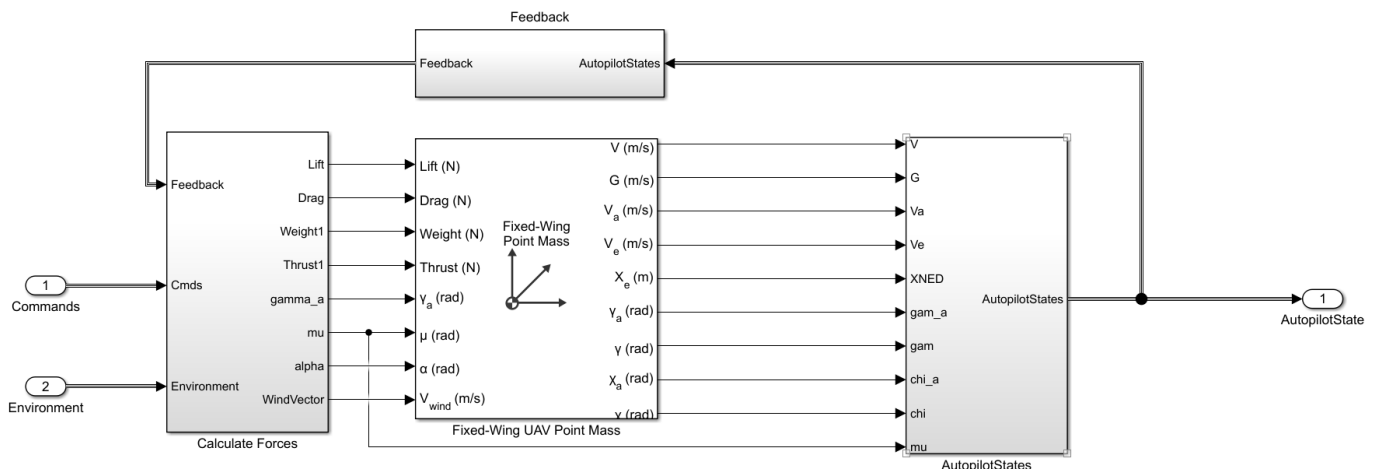 Feedback
Feedback
AutopilotStates
Feedback
Cmds
Environment
Lift
Drag
Weight1
Thrust1
gamma_a
mu
alpha
WindVector
Calculate Forces
1
Commands
2
Environment
Lift (N)
Drag (N)
Weight (N)
Thrust (N)
γa (rad)
μ (rad)
α (rad)
Vwind (m/s)
Fixed-Wing
Point Mass
V (m/s)
G (m/s)
Va (m/s)
Ve (m/s)
Xe (m)
γa (rad)
γ (rad)
χa (rad)
χ (rad)
Fixed-Wing UAV Point Mass
V
G
Va
Ve
XNED
gam_a
gam
chi_a
chi
mu
AutopilotStates
AutopilotStates
1
AutopilotState